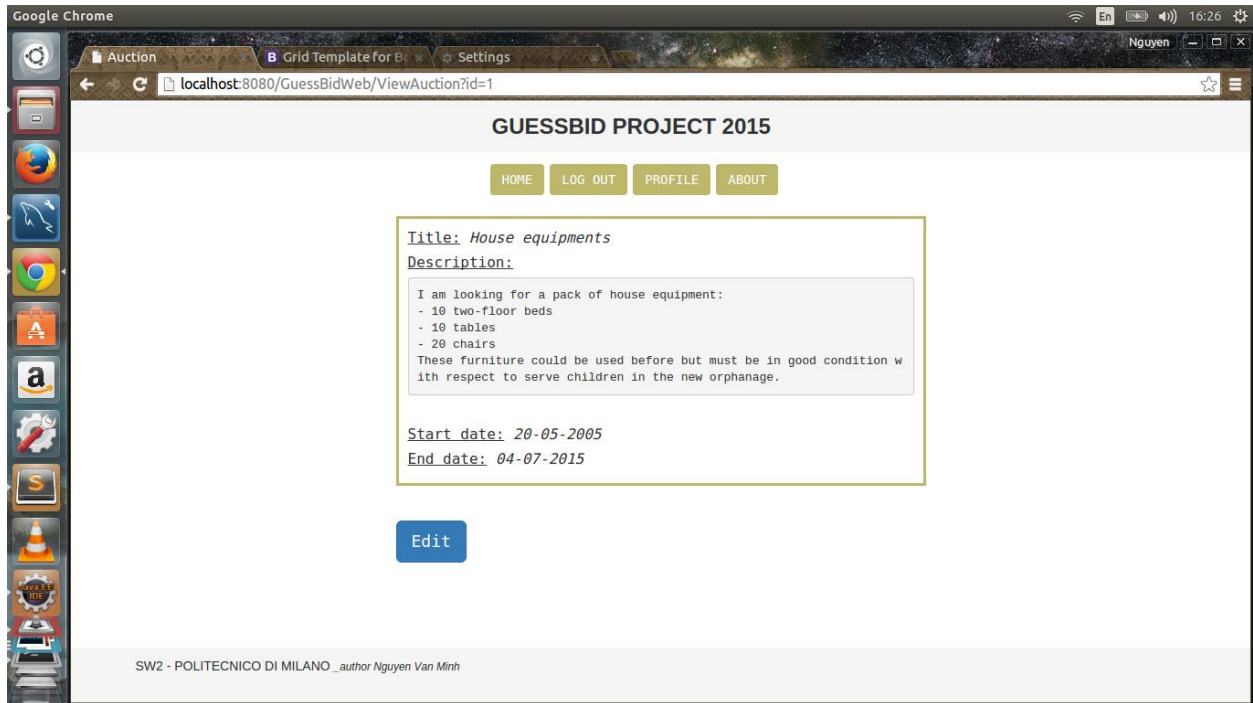 Google Chrome
En
16:26
Auction
B Grid Template for Bo
Settings
Nguyen
localhost:8080/GuessBidWeb/ViewAuction?id=1
GUESSBID PROJECT 2015
HOME
LOG OUT
PROFILE
ABOUT
Title: House equipments
Description:
I am looking for a pack of house equipment:
- 10 two-floor beds
- 10 tables
- 20 chairs
These furniture could be used before but must be in good condition w
ith respect to serve children in the new orphanage.
Start date: 20-05-2005
End date: 04-07-2015
Edit
a
S
Java EE
IDE
SW2 - POLITECNICO DI MILANO _author Nguyen Van Minh